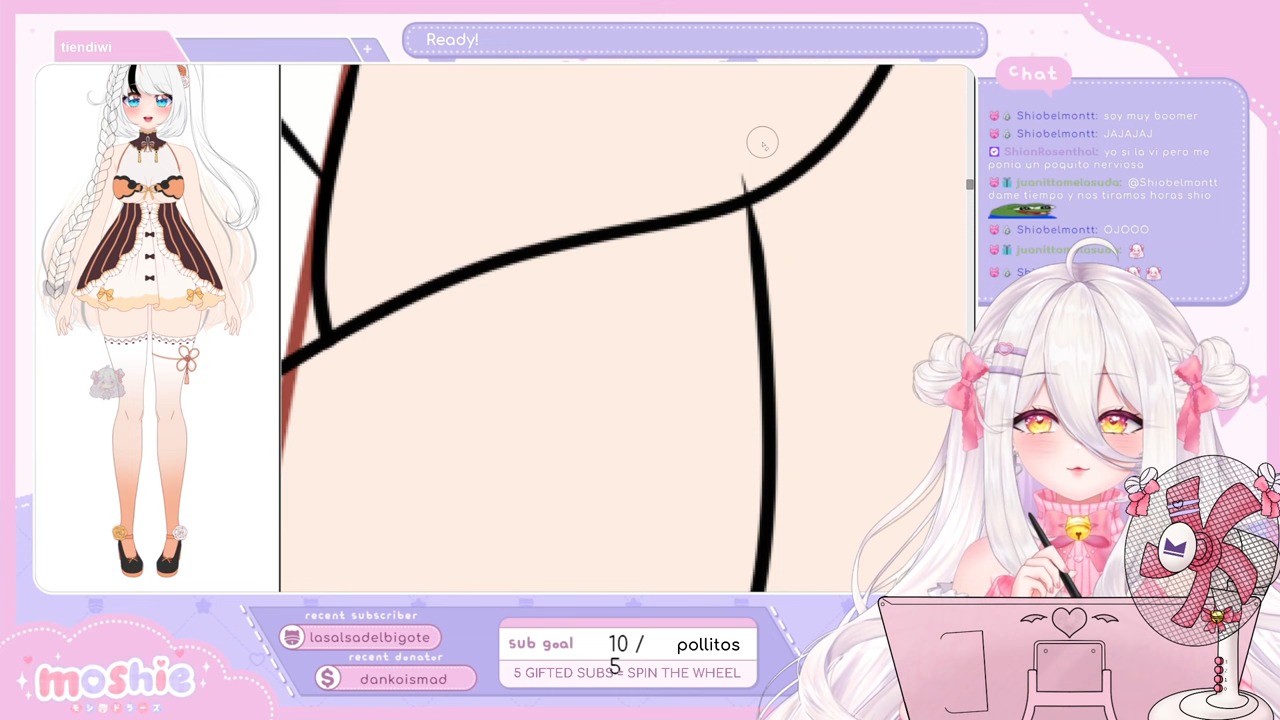 tiendiwi
+
Ready!
chat
Shiobelmontt: soy muy boomer
Shiobelmontt: JAJAJAJ
ShionRosenthal: yo si la vi pero me
ponia un poquito nerviosa
juanittomelasuda: @Shiobelmontt
dame tiempo y nos tiramos horas shio
Shiobelmontt: OJOOO
juanittomelasuda:
Sh
recent subscriber
lasalsadelbigote
recent donator
$ dankoismad
sub goal 10 / 5 pollitos
5 GIFTED SUBS = SPIN THE WHEEL
moshie